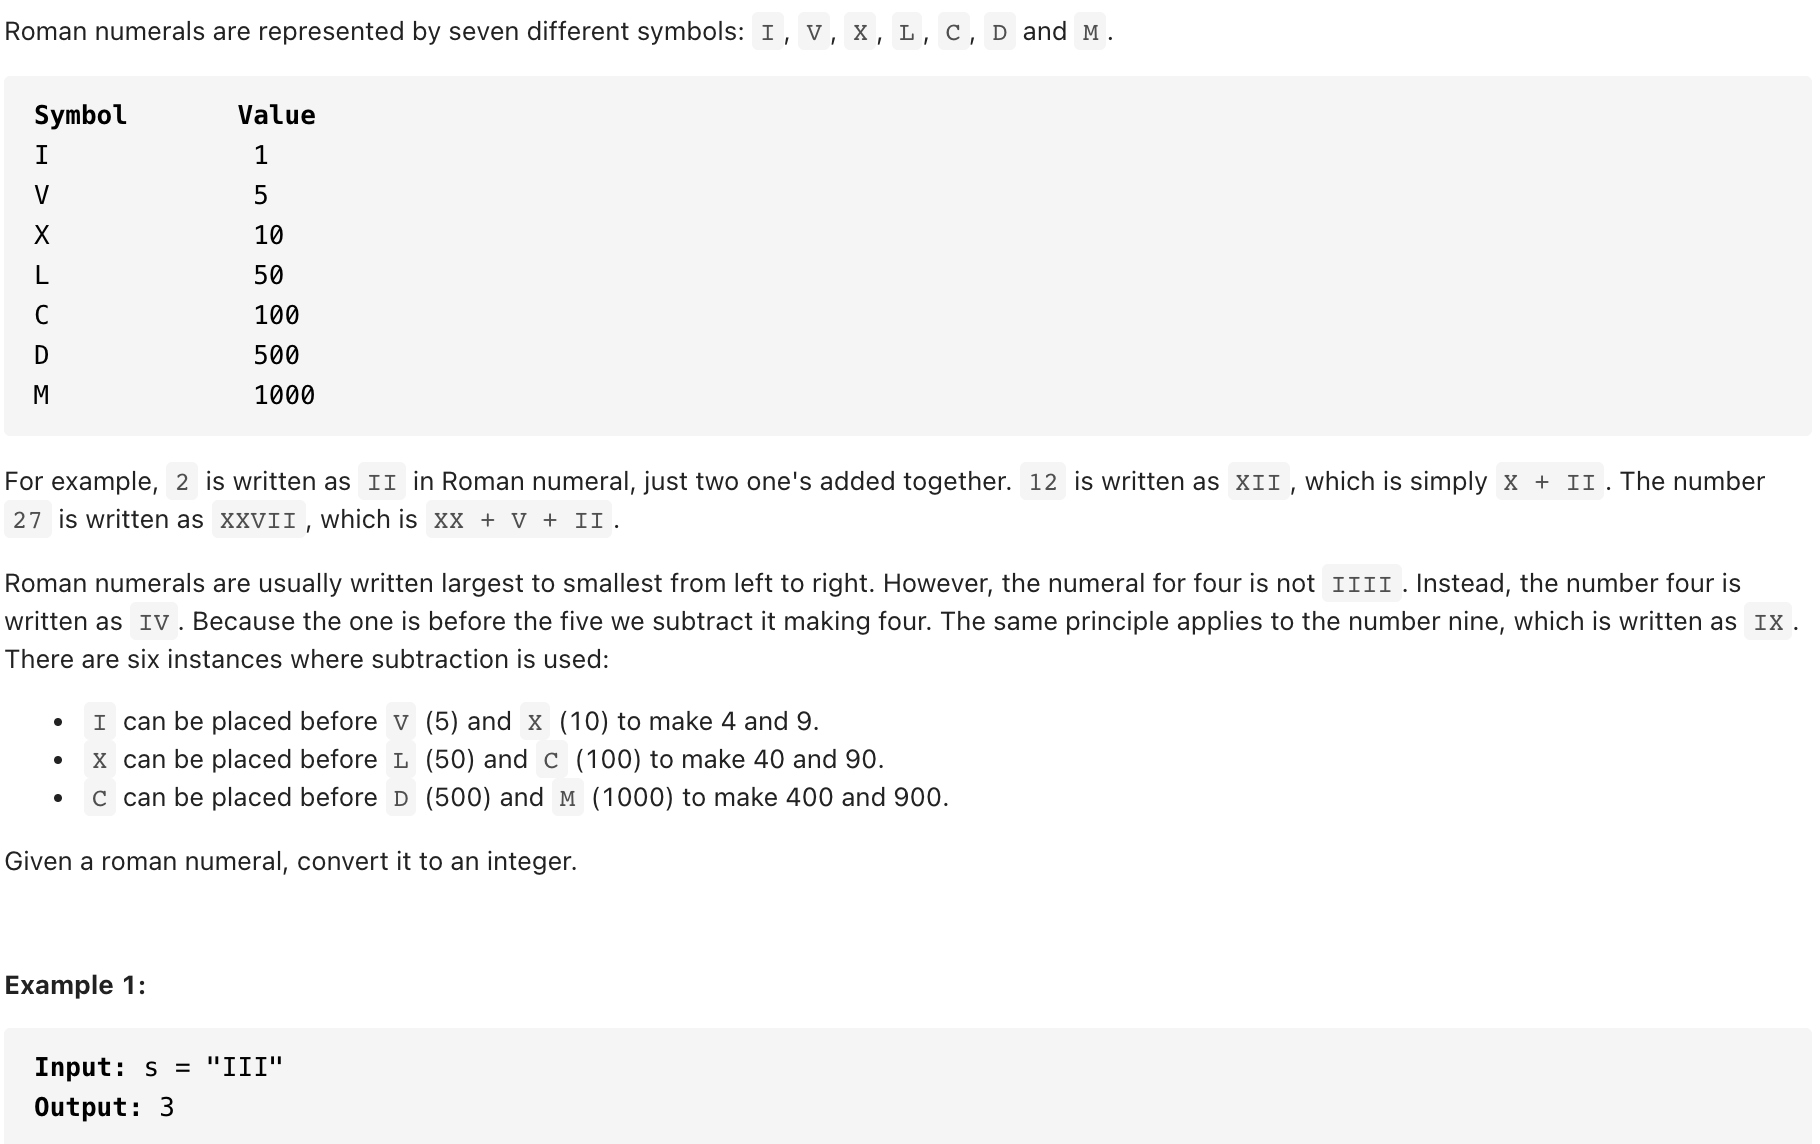 Roman numerals are represented by seven different symbols: I, V, X, L, C, D and M.
Symbol Value
I 1
V 5
X 10
L 50
C 100
D 500
M 1000
For example, 2 is written as II in Roman numeral, just two one's added together. 12 is written as XII, which is simply X + II. The number
27 is written as XXVII, which is XX + V + II.
Roman numerals are usually written largest to smallest from left to right. However, the numeral for four is not IIII. Instead, the number four is
written as IV. Because the one is before the five we subtract it making four. The same principle applies to the number nine, which is written as IX.
There are six instances where subtraction is used:
• I can be placed before V (5) and X (10) to make 4 and 9.
• X can be placed before L (50) and C (100) to make 40 and 90.
• C can be placed before D (500) and M (1000) to make 400 and 900.
Given a roman numeral, convert it to an integer.
Example 1:
Input: s = "III"
Output: 3